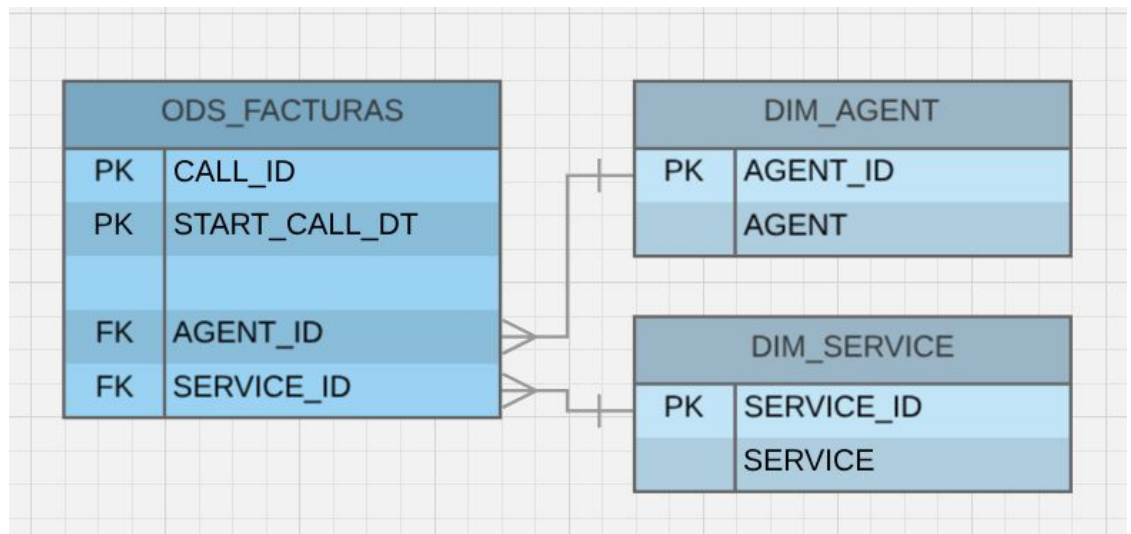 ODS_FACTURAS
PK CALL_ID
PK START_CALL_DT
FK AGENT_ID
FK SERVICE_ID
DIM_AGENT
PK AGENT_ID
AGENT
DIM_SERVICE
PK SERVICE_ID
SERVICE